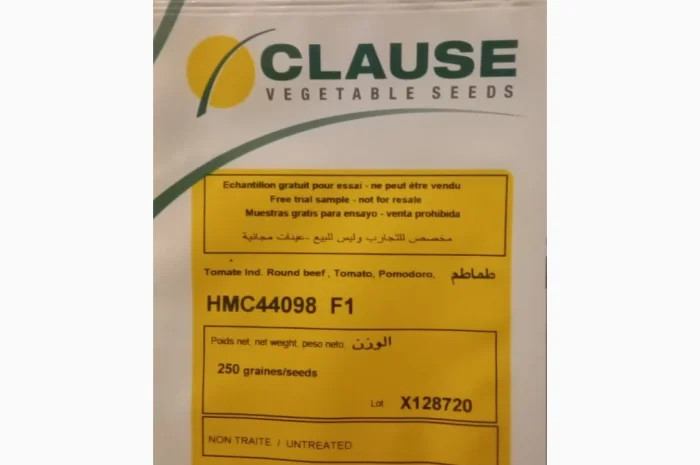 CLAUSE
VEGETABLE SEEDS
Echantillon gratuit pour essai - ne peut être vendu
Free trial sample - not for resale
Muestras gratis para ensayo - venta prohibida
مخصص للتجارب وليس للبيع -عينات مجانية
Tomate Ind. Round beef , Tomato, Pomodoro, طماطم
HMC44098 F1
Poids net, net weight, peso neto, الوزن
250 graines/seeds
Lot X128720
NON TRAITE / UNTREATED